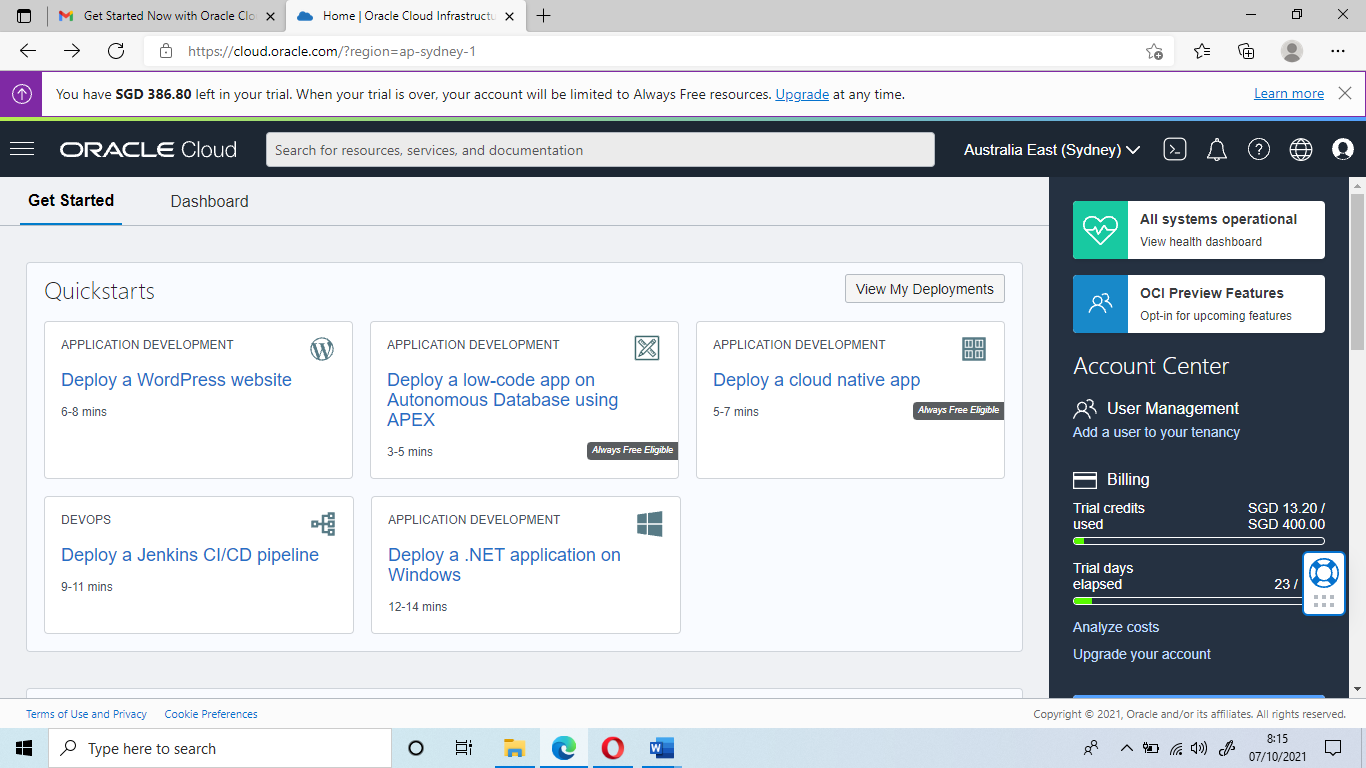 Get Started Now with Oracle Clo
Home | Oracle Cloud Infrastructu
https://cloud.oracle.com/?region=ap-sydney-1
You have SGD 386.80 left in your trial. When your trial is over, your account will be limited to Always Free resources. Upgrade at any time.
Learn more
ORACLE Cloud
Search for resources, services, and documentation
Australia East (Sydney)
Get Started
Dashboard
Quickstarts
View My Deployments
APPLICATION DEVELOPMENT
Deploy a WordPress website
6-8 mins
APPLICATION DEVELOPMENT
Deploy a low-code app on
Autonomous Database using
APEX
3-5 mins
Always Free Eligible
APPLICATION DEVELOPMENT
Deploy a cloud native app
5-7 mins
Always Free Eligible
DEVOPS
Deploy a Jenkins CI/CD pipeline
9-11 mins
APPLICATION DEVELOPMENT
Deploy a .NET application on
Windows
12-14 mins
All systems operational
View health dashboard
OCI Preview Features
Opt-in for upcoming features
Account Center
User Management
Add a user to your tenancy
Billing
Trial credits used
SGD 13.20 / SGD 400.00
Trial days elapsed
23 /
Analyze costs
Upgrade your account
Terms of Use and Privacy
Cookie Preferences
Copyright © 2021, Oracle and/or its affiliates. All rights reserved.
Type here to search
8:15
07/10/2021